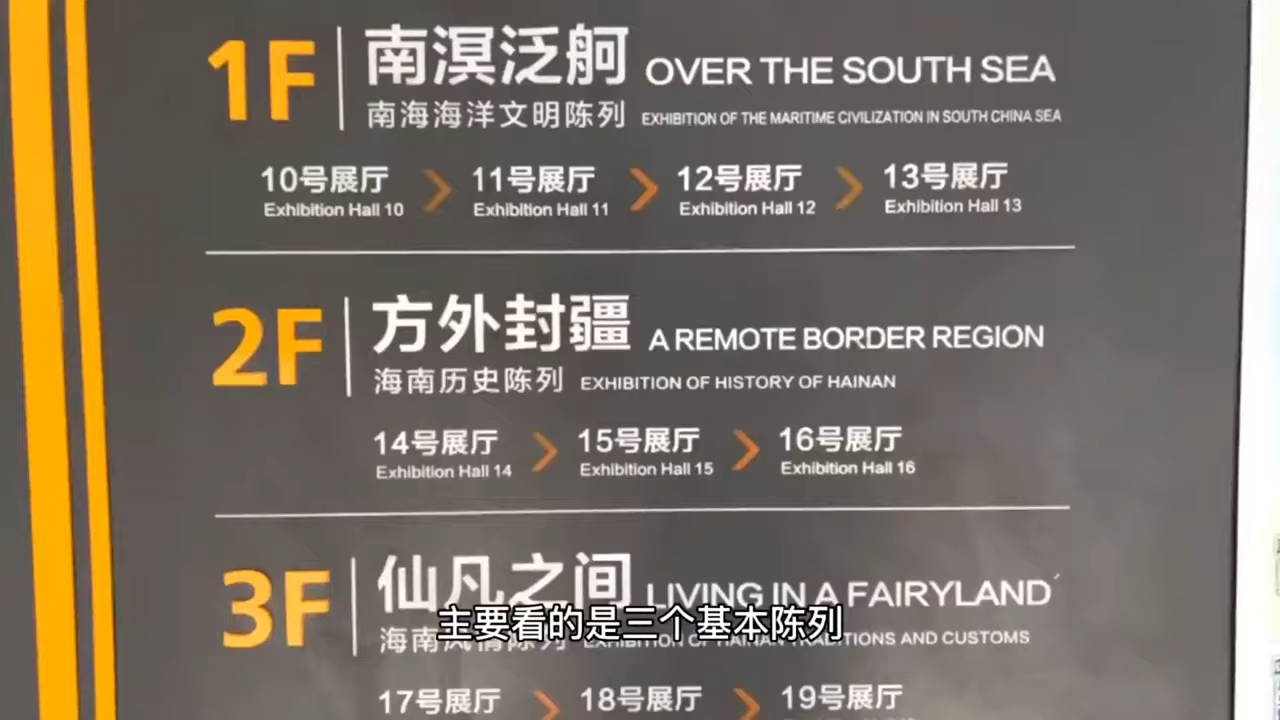 1F 南溟泛舸 OVER THE SOUTH SEA
南海海洋文明陈列 EXHIBITION OF THE MARITIME CIVILIZATION IN SOUTH CHINA SEA
10号展厅 11号展厅 12号展厅 13号展厅
Exhibition Hall 10 Exhibition Hall 11 Exhibition Hall 12 Exhibition Hall 13
2F 方外封疆 A REMOTE BORDER REGION
海南历史陈列 EXHIBITION OF HISTORY OF HAINAN
14号展厅 15号展厅 16号展厅
Exhibition Hall 14 Exhibition Hall 15 Exhibition Hall 16
3F 仙凡之间 LIVING IN A FAIRYLAND
主要看的是三个基本陈列
海南风情陈列 EXHIBITION OF HAINAN TRADITIONS AND CUSTOMS
17号展厅 18号展厅 19号展厅